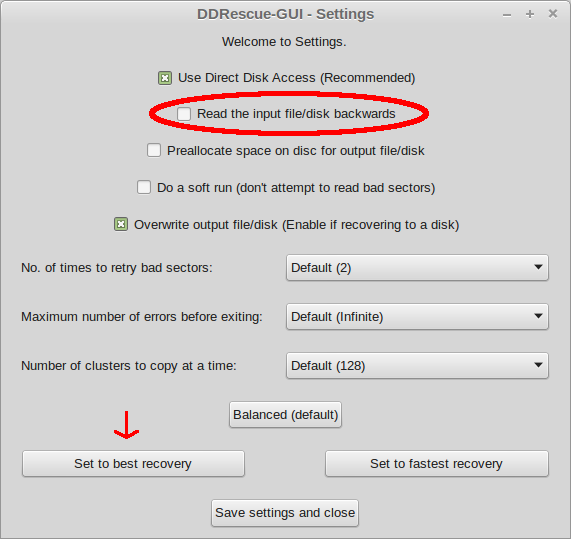 DDRescue-GUI - Settings
Welcome to Settings.
Use Direct Disk Access (Recommended)
Read the input file/disk backwards
Preallocate space on disc for output file/disk
Do a soft run (don't attempt to read bad sectors)
Overwrite output file/disk (Enable if recovering to a disk)
No. of times to retry bad sectors: Default (2)
Maximum number of errors before exiting: Default (Infinite)
Number of clusters to copy at a time: Default (128)
Balanced (default)
Set to best recovery Set to fastest recovery
Save settings and close